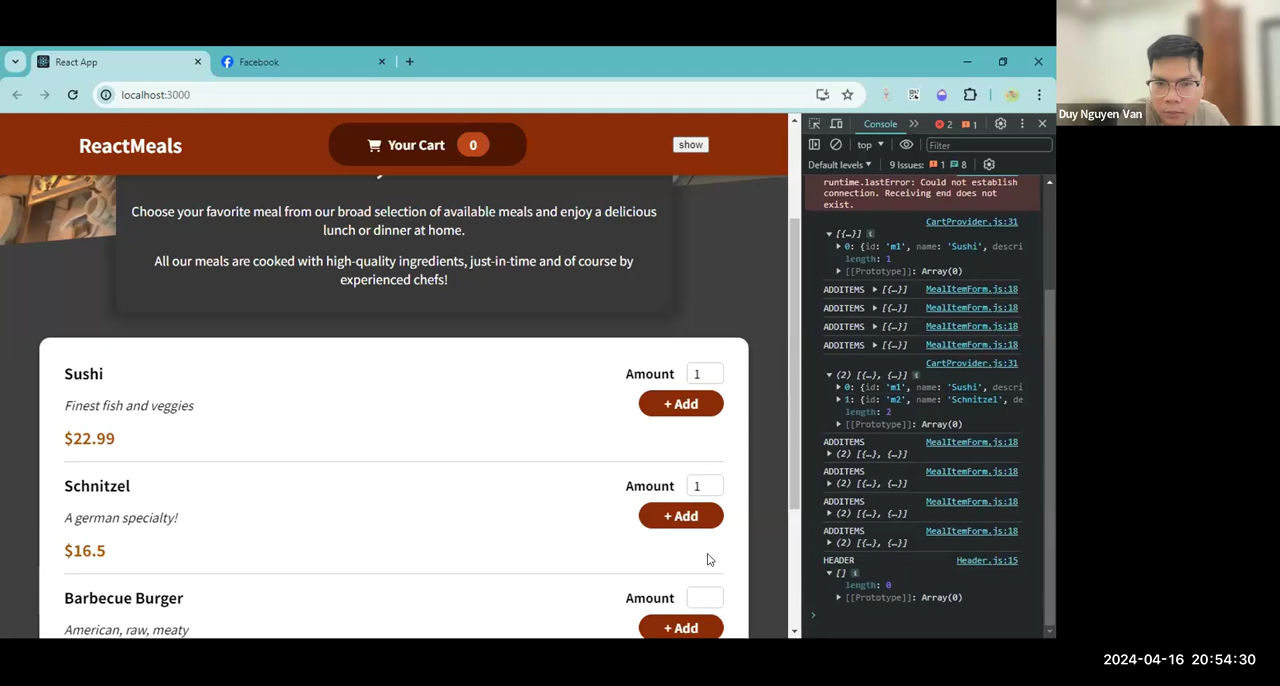 React App
Facebook
localhost:3000
Duy Nguyen Van
ReactMeals
Your Cart 0
show
Choose your favorite meal from our broad selection of available meals and enjoy a delicious
lunch or dinner at home.
All our meals are cooked with high-quality ingredients, just-in-time and of course by
experienced chefs!
Sushi
Amount 1
Finest fish and veggies
+ Add
$22.99
Schnitzel
Amount 1
A german specialty!
+ Add
$16.5
Barbecue Burger
Amount
American, raw, meaty
+ Add
Console
2
1
top
Filter
Default levels
9 Issues: 1 8
runtime.lastError: Could not establish
connection. Receiving end does not
exist.
CartProvider.js:31
[{…}]
0: {id: 'm1', name: 'Sushi', descri
length: 1
[[Prototype]]: Array(0)
ADDITEMS [{…}] MealItemForm.js:18
ADDITEMS [{…}] MealItemForm.js:18
ADDITEMS [{…}] MealItemForm.js:18
ADDITEMS [{…}] MealItemForm.js:18
CartProvider.js:31
(2) [{…}, {…}]
0: {id: 'm1', name: 'Sushi', descri
1: {id: 'm2', name: 'Schnitzel', de
length: 2
[[Prototype]]: Array(0)
ADDITEMS MealItemForm.js:18
(2) [{…}, {…}]
ADDITEMS MealItemForm.js:18
(2) [{…}, {…}]
ADDITEMS MealItemForm.js:18
(2) [{…}, {…}]
ADDITEMS MealItemForm.js:18
(2) [{…}, {…}]
HEADER Header.js:15
[]
length: 0
[[Prototype]]: Array(0)
2024-04-16 20:54:30